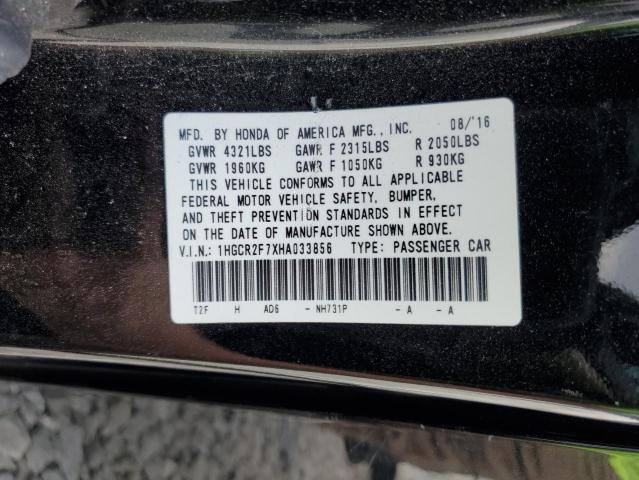 MFD. BY HONDA OF AMERICA MFG., INC. 08/'16
GVWR 4321LBS GAWR F 2315LBS R 2050LBS
GVWR 1960KG GAWR F 1050KG R 930KG
THIS VEHICLE CONFORMS TO ALL APPLICABLE
FEDERAL MOTOR VEHICLE SAFETY, BUMPER,
AND THEFT PREVENTION STANDARDS IN EFFECT
ON THE DATE OF MANUFACTURE SHOWN ABOVE.
V.I.N.: 1HGCR2F7XHA033856 TYPE: PASSENGER CAR
T2F H AD6 - NH731P - A - A